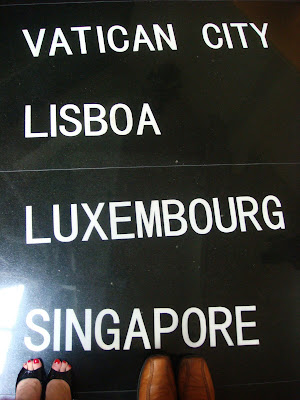 VATICAN CITY
LISBOA
LUXEMBOURG
SINGAPORE